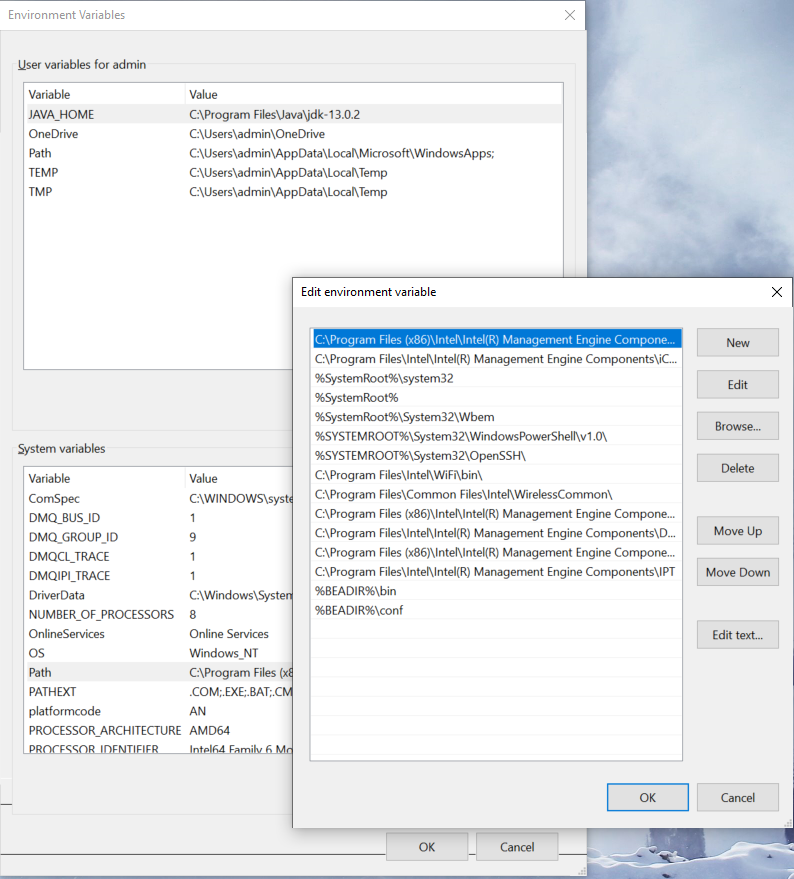 Environment Variables
User variables for admin
Variable Value
JAVA_HOME C:\Program Files\Java\jdk-13.0.2
OneDrive C:\Users\admin\OneDrive
Path C:\Users\admin\AppData\Local\Microsoft\WindowsApps;
TEMP C:\Users\admin\AppData\Local\Temp
TMP C:\Users\admin\AppData\Local\Temp
System variables
Variable Value
ComSpec C:\WINDOWS\syste
DMQ_BUS_ID 1
DMQ_GROUP_ID 9
DMQCL_TRACE 1
DMQIPI_TRACE 1
DriverData C:\Windows\System
NUMBER_OF_PROCESSORS 8
OnlineServices Online Services
OS Windows_NT
Path C:\Program Files (x8
PATHEXT .COM;.EXE;.BAT;.CM
platformcode AN
PROCESSOR_ARCHITECTURE AMD64
PROCESSOR_IDENTIFIER Intel64 Family 6 Mo
OK Cancel
Edit environment variable
C:\Program Files (x86)\Intel\Intel(R) Management Engine Compone...
C:\Program Files\Intel\Intel(R) Management Engine Components\iC...
%SystemRoot%\system32
%SystemRoot%
%SystemRoot%\System32\Wbem
%SYSTEMROOT%\System32\WindowsPowerShell\v1.0\
%SYSTEMROOT%\System32\OpenSSH\
C:\Program Files\Intel\WiFi\bin\
C:\Program Files\Common Files\Intel\WirelessCommon\
C:\Program Files (x86)\Intel\Intel(R) Management Engine Compone...
C:\Program Files\Intel\Intel(R) Management Engine Components\D...
C:\Program Files (x86)\Intel\Intel(R) Management Engine Compone...
C:\Program Files\Intel\Intel(R) Management Engine Components\IPT
%BEADIR%\bin
%BEADIR%\conf
New
Edit
Browse...
Delete
Move Up
Move Down
Edit text...
OK Cancel